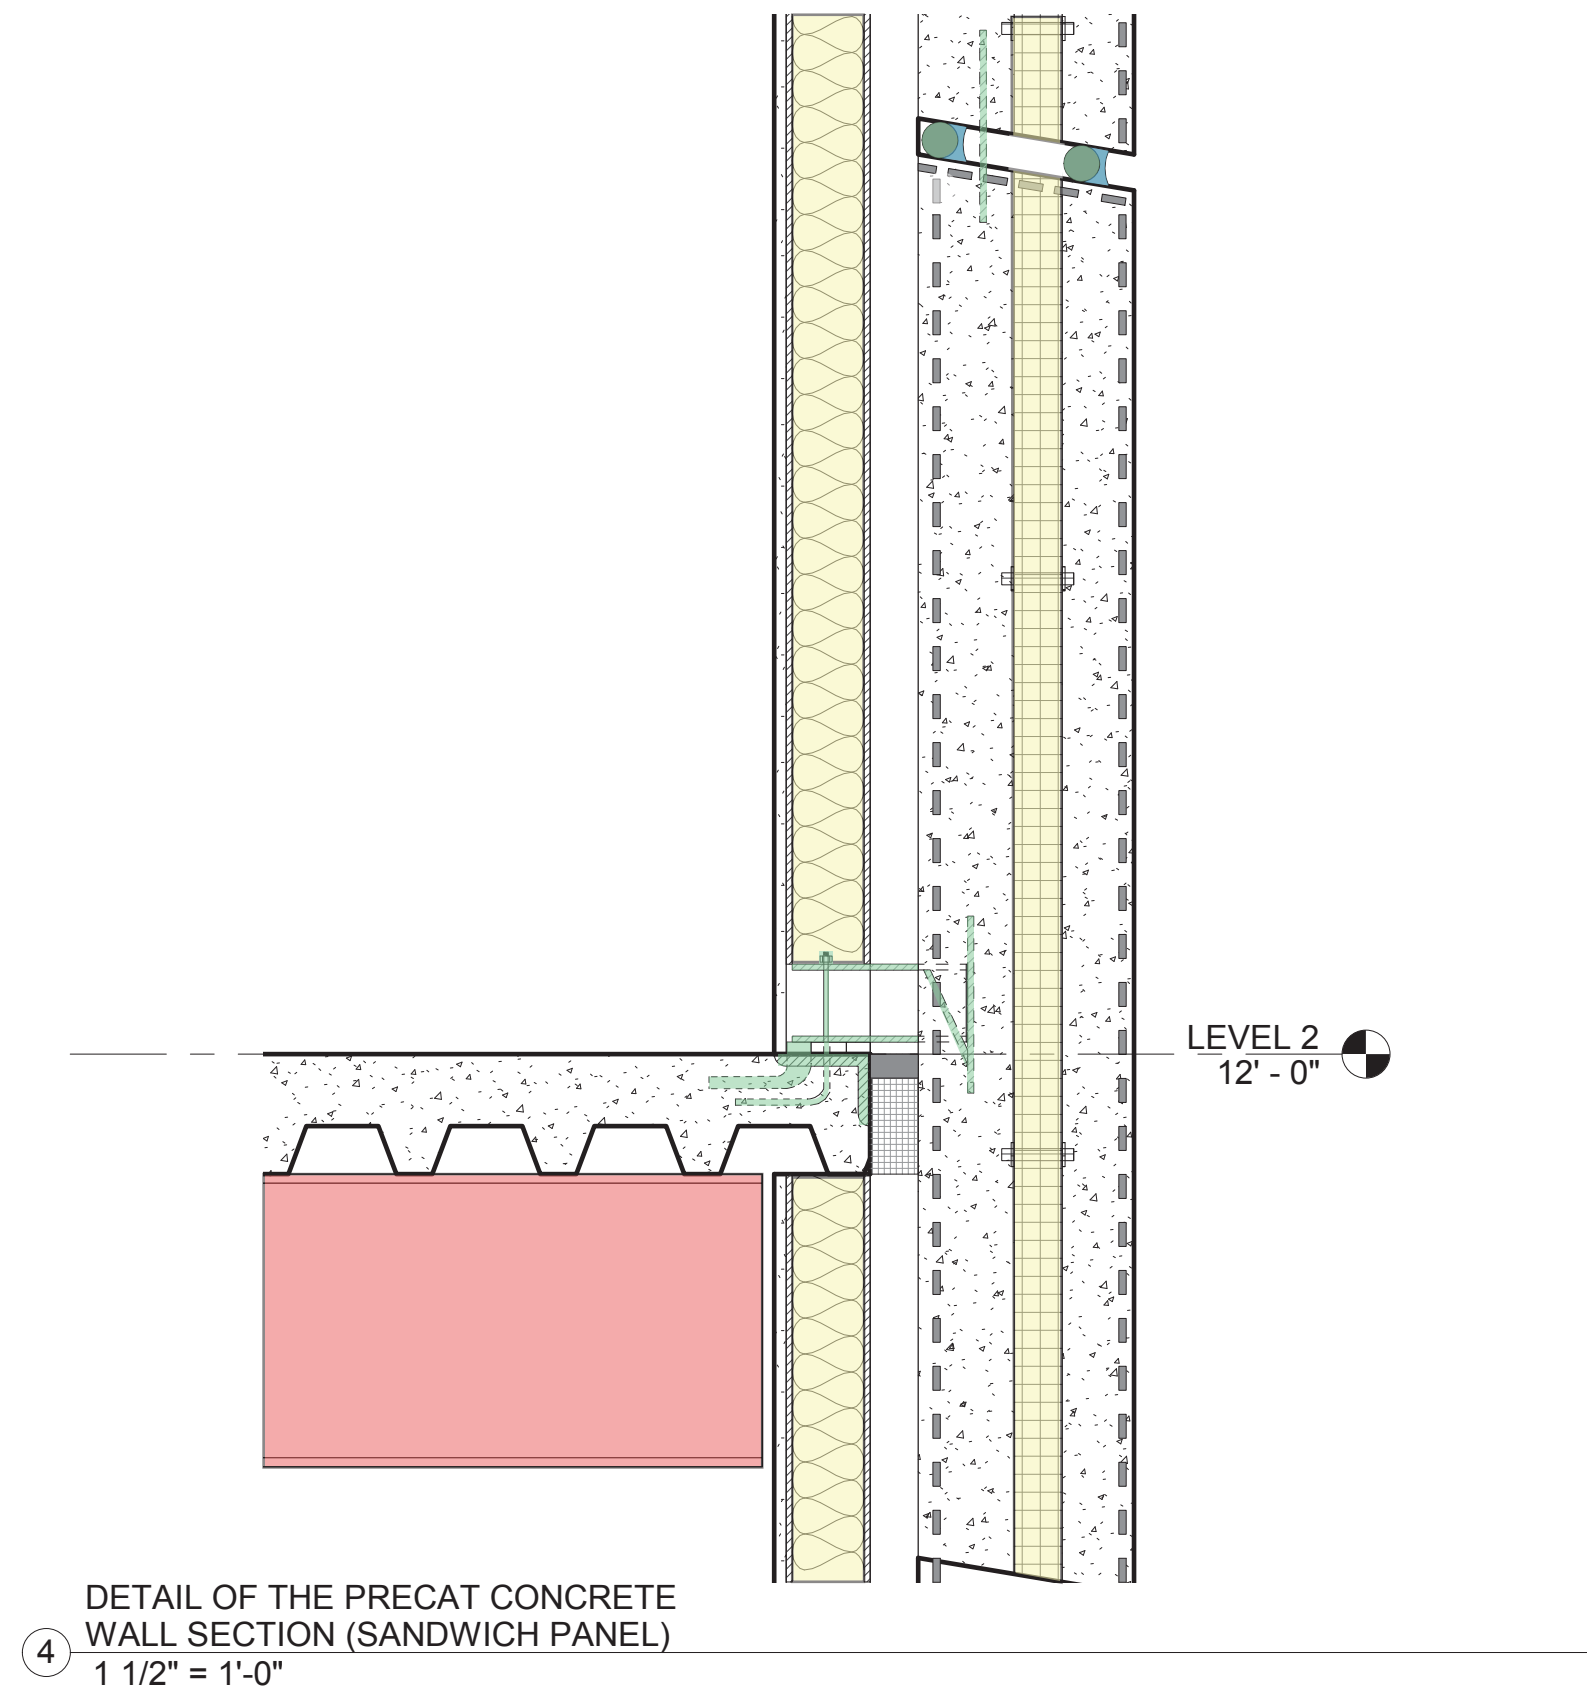 LEVEL 2
12' - 0"
DETAIL OF THE PRECAT CONCRETE
WALL SECTION (SANDWICH PANEL)
4
1 1/2" = 1'-0"